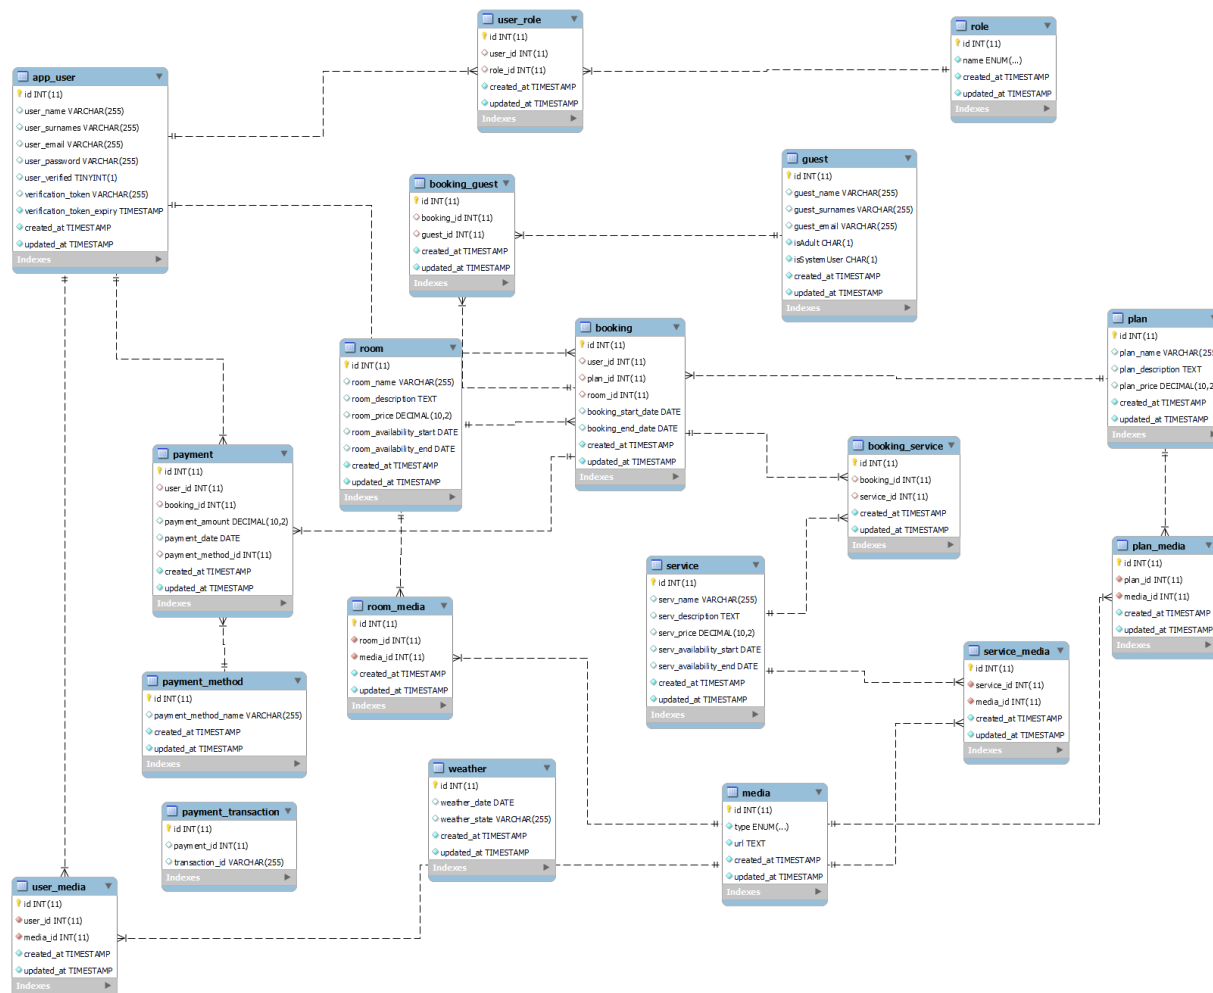 user_role
id INT(11)
user_id INT(11)
role_id INT(11)
created_at TIMESTAMP
updated_at TIMESTAMP
Indexes
role
id INT(11)
name ENUM(...)
created_at TIMESTAMP
updated_at TIMESTAMP
Indexes
app_user
id INT(11)
user_name VARCHAR(255)
user_surnames VARCHAR(255)
user_email VARCHAR(255)
user_password VARCHAR(255)
user_verified TINYINT(1)
verification_token VARCHAR(255)
verification_token_expiry TIMESTAMP
created_at TIMESTAMP
updated_at TIMESTAMP
Indexes
booking_guest
id INT(11)
booking_id INT(11)
guest_id INT(11)
created_at TIMESTAMP
updated_at TIMESTAMP
Indexes
guest
id INT(11)
guest_name VARCHAR(255)
guest_surnames VARCHAR(255)
guest_email VARCHAR(255)
isAdult CHAR(1)
isSystemUser CHAR(1)
created_at TIMESTAMP
updated_at TIMESTAMP
Indexes
room
id INT(11)
room_name VARCHAR(255)
room_description TEXT
room_price DECIMAL(10,2)
room_availability_start DATE
room_availability_end DATE
created_at TIMESTAMP
updated_at TIMESTAMP
Indexes
booking
id INT(11)
user_id INT(11)
plan_id INT(11)
room_id INT(11)
booking_start_date DATE
booking_end_date DATE
created_at TIMESTAMP
updated_at TIMESTAMP
Indexes
plan
id INT(11)
plan_name VARCHAR(255
plan_description TEXT
plan_price DECIMAL(10,2
created_at TIMESTAMP
updated_at TIMESTAMP
Indexes
payment
id INT(11)
user_id INT(11)
booking_id INT(11)
payment_amount DECIMAL(10,2)
payment_date DATE
payment_method_id INT(11)
created_at TIMESTAMP
updated_at TIMESTAMP
Indexes
booking_service
id INT(11)
booking_id INT(11)
service_id INT(11)
created_at TIMESTAMP
updated_at TIMESTAMP
Indexes
plan_media
id INT(11)
plan_id INT(11)
media_id INT(11)
created_at TIMESTAMP
updated_at TIMESTAMP
Indexes
service
id INT(11)
serv_name VARCHAR(255)
serv_description TEXT
serv_price DECIMAL(10,2)
serv_availability_start DATE
serv_availability_end DATE
created_at TIMESTAMP
updated_at TIMESTAMP
Indexes
room_media
id INT(11)
room_id INT(11)
media_id INT(11)
created_at TIMESTAMP
updated_at TIMESTAMP
Indexes
service_media
id INT(11)
service_id INT(11)
media_id INT(11)
created_at TIMESTAMP
updated_at TIMESTAMP
Indexes
payment_method
id INT(11)
payment_method_name VARCHAR(255)
created_at TIMESTAMP
updated_at TIMESTAMP
Indexes
weather
id INT(11)
weather_date DATE
weather_state VARCHAR(255)
created_at TIMESTAMP
updated_at TIMESTAMP
Indexes
media
id INT(11)
type ENUM(...)
url TEXT
created_at TIMESTAMP
updated_at TIMESTAMP
Indexes
payment_transaction
id INT(11)
payment_id INT(11)
transaction_id VARCHAR(255)
Indexes
user_media
id INT(11)
user_id INT(11)
media_id INT(11)
created_at TIMESTAMP
updated_at TIMESTAMP
Indexes